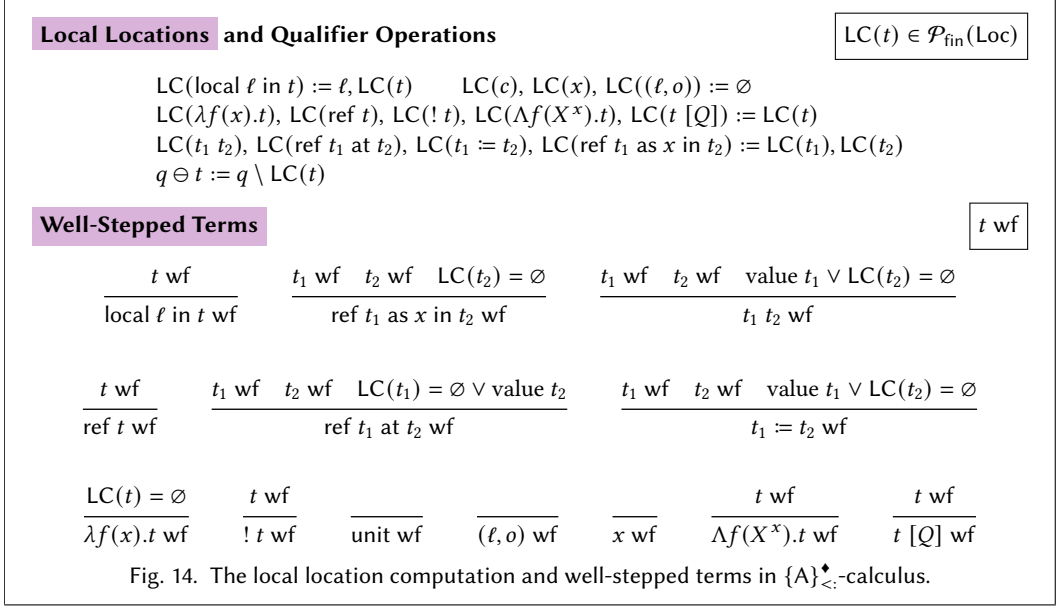 Local Locations and Qualifier Operations LC(t) ∈ 𝒫fin(Loc)
LC(local ℓ in t) := ℓ, LC(t) LC(c), LC(x), LC((ℓ, o)) := ∅
LC(λf(x).t), LC(ref t), LC(! t), LC(Λf(Xˣ).t), LC(t [Q]) := LC(t)
LC(t₁ t₂), LC(ref t₁ at t₂), LC(t₁ ≔ t₂), LC(ref t₁ as x in t₂) := LC(t₁), LC(t₂)
q ⊖ t := q \ LC(t)
Well-Stepped Terms t wf
t wf t₁ wf t₂ wf LC(t₂) = ∅ t₁ wf t₂ wf value t₁ ∨ LC(t₂) = ∅
local ℓ in t wf ref t₁ as x in t₂ wf t₁ t₂ wf
t wf t₁ wf t₂ wf LC(t₁) = ∅ ∨ value t₂ t₁ wf t₂ wf value t₁ ∨ LC(t₂) = ∅
ref t wf ref t₁ at t₂ wf t₁ ≔ t₂ wf
LC(t) = ∅ t wf t wf t wf
λf(x).t wf ! t wf unit wf (ℓ, o) wf x wf Λf(Xˣ).t wf t [Q] wf
Fig. 14. The local location computation and well-stepped terms in {A}♦<:-calculus.